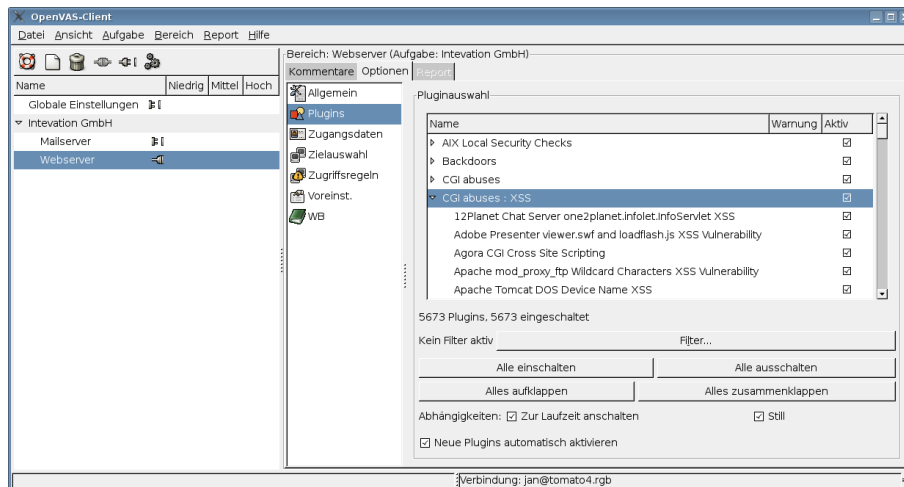 OpenVAS-Client
Datei Ansicht Aufgabe Bereich Report Hilfe
Name Niedrig Mittel Hoch
Globale Einstellungen
Intevation GmbH
Mailserver
Webserver
Bereich: Webserver (Aufgabe: Intevation GmbH)
Kommentare Optionen Report
Allgemein
Plugins
Zugangsdaten
Zielauswahl
Zugriffsregeln
Voreinst.
WB
Pluginauswahl
Name Warnung Aktiv
AIX Local Security Checks
Backdoors
CGI abuses
CGI abuses : XSS
12Planet Chat Server one2planet.infolet.InfoServlet XSS
Adobe Presenter viewer.swf and loadflash.js XSS Vulnerability
Agora CGI Cross Site Scripting
Apache mod_proxy_ftp Wildcard Characters XSS Vulnerability
Apache Tomcat DOS Device Name XSS
5673 Plugins, 5673 eingeschaltet
Kein Filter aktiv Filter...
Alle einschalten Alle ausschalten
Alles aufklappen Alles zusammenklappen
Abhängigkeiten: Zur Laufzeit anschalten Still
Neue Plugins automatisch aktivieren
Verbindung: jan@tomato4.rgb